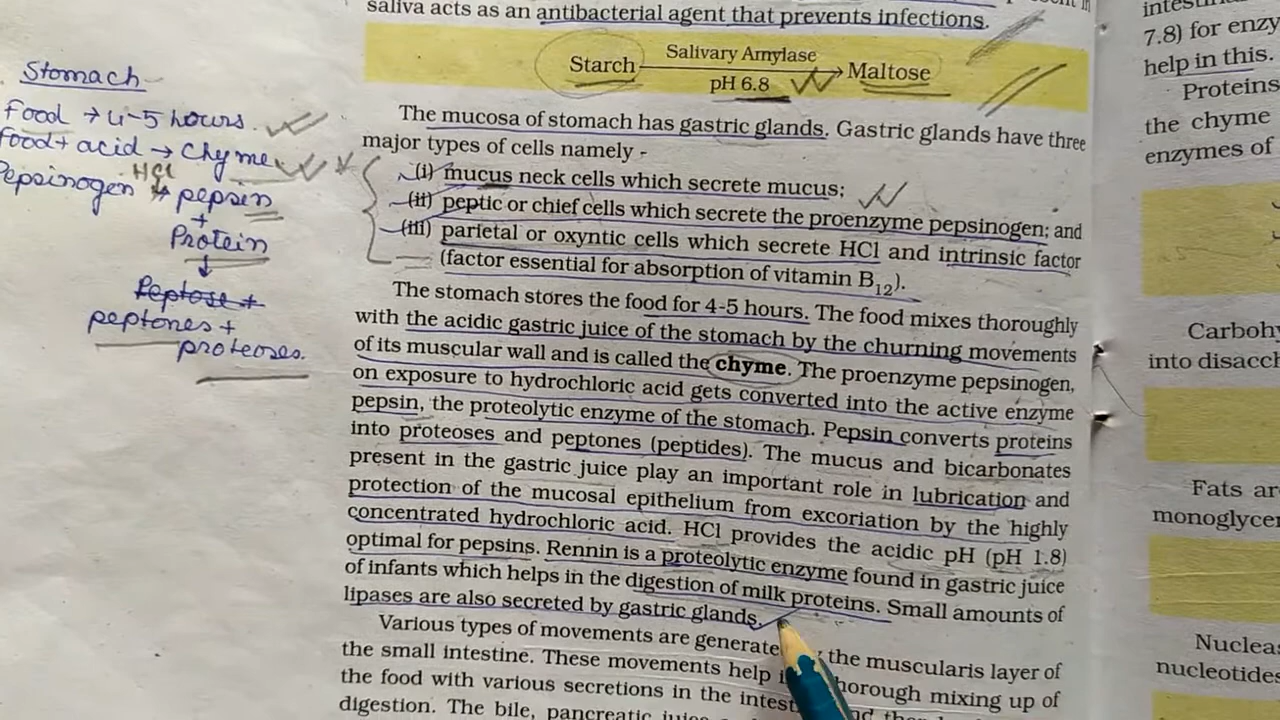 saliva acts as an antibacterial agent that prevents infections.
Starch Salivary Amylase pH 6.8 Maltose
The mucosa of stomach has gastric glands. Gastric glands have three
major types of cells namely -
(i) mucus neck cells which secrete mucus;
(ii) peptic or chief cells which secrete the proenzyme pepsinogen; and
(iii) parietal or oxyntic cells which secrete HCl and intrinsic factor
(factor essential for absorption of vitamin B12).
The stomach stores the food for 4-5 hours. The food mixes thoroughly
with the acidic gastric juice of the stomach by the churning movements
of its muscular wall and is called the chyme. The proenzyme pepsinogen,
on exposure to hydrochloric acid gets converted into the active enzyme
pepsin, the proteolytic enzyme of the stomach. Pepsin converts proteins
into proteoses and peptones (peptides). The mucus and bicarbonates
present in the gastric juice play an important role in lubrication and
protection of the mucosal epithelium from excoriation by the highly
concentrated hydrochloric acid. HCl provides the acidic pH (pH 1.8)
optimal for pepsins. Rennin is a proteolytic enzyme found in gastric juice
of infants which helps in the digestion of milk proteins. Small amounts of
lipases are also secreted by gastric glands.
Various types of movements are generate the muscularis layer of
the small intestine. These movements help horough mixing up of
the food with various secretions in the intest
digestion. The bile, pancreatic
Stomach
Food → 4-5 hours.
Food + acid → Chyme
HCl
Pepsinogen → pepsin
+
Protein
↓
Peptose +
peptones +
proteoses.
7.8) for enzy
help in this.
Proteins
the chyme
enzymes of
Carbohy
into disacch
Fats ar
monoglycer
Nucleas
nucleotides